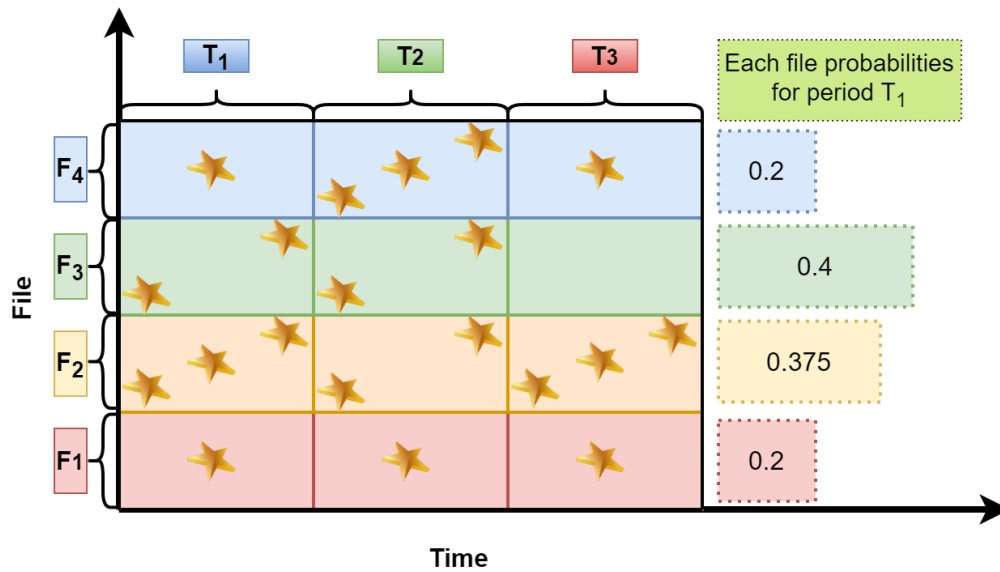 T1
T2
T3
Each file probabilities
for period T1
F4
0.2
F3
0.4
File
F2
0.375
F1
0.2
Time